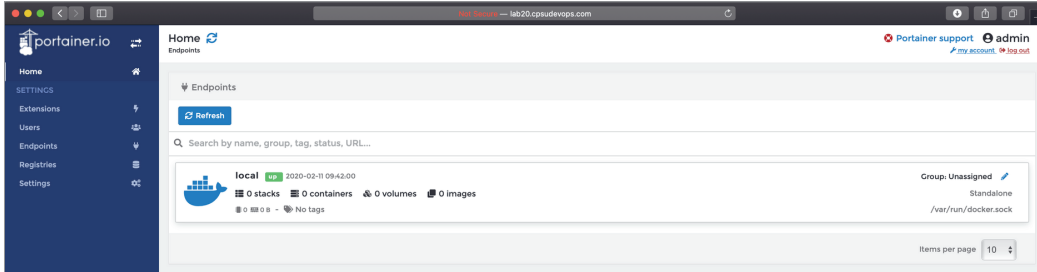 Not Secure — lab20.cpsudevops.com
portainer.io
Home
SETTINGS
Extensions
Users
Endpoints
Registries
Settings
Home
Endpoints
Portainer support admin
my account log out
Endpoints
Refresh
Search by name, group, tag, status, URL...
local up 2020-02-11 09:42:00
0 stacks 0 containers 0 volumes 0 images
0 0 B - No tags
Group: Unassigned
Standalone
/var/run/docker.sock
Items per page 10